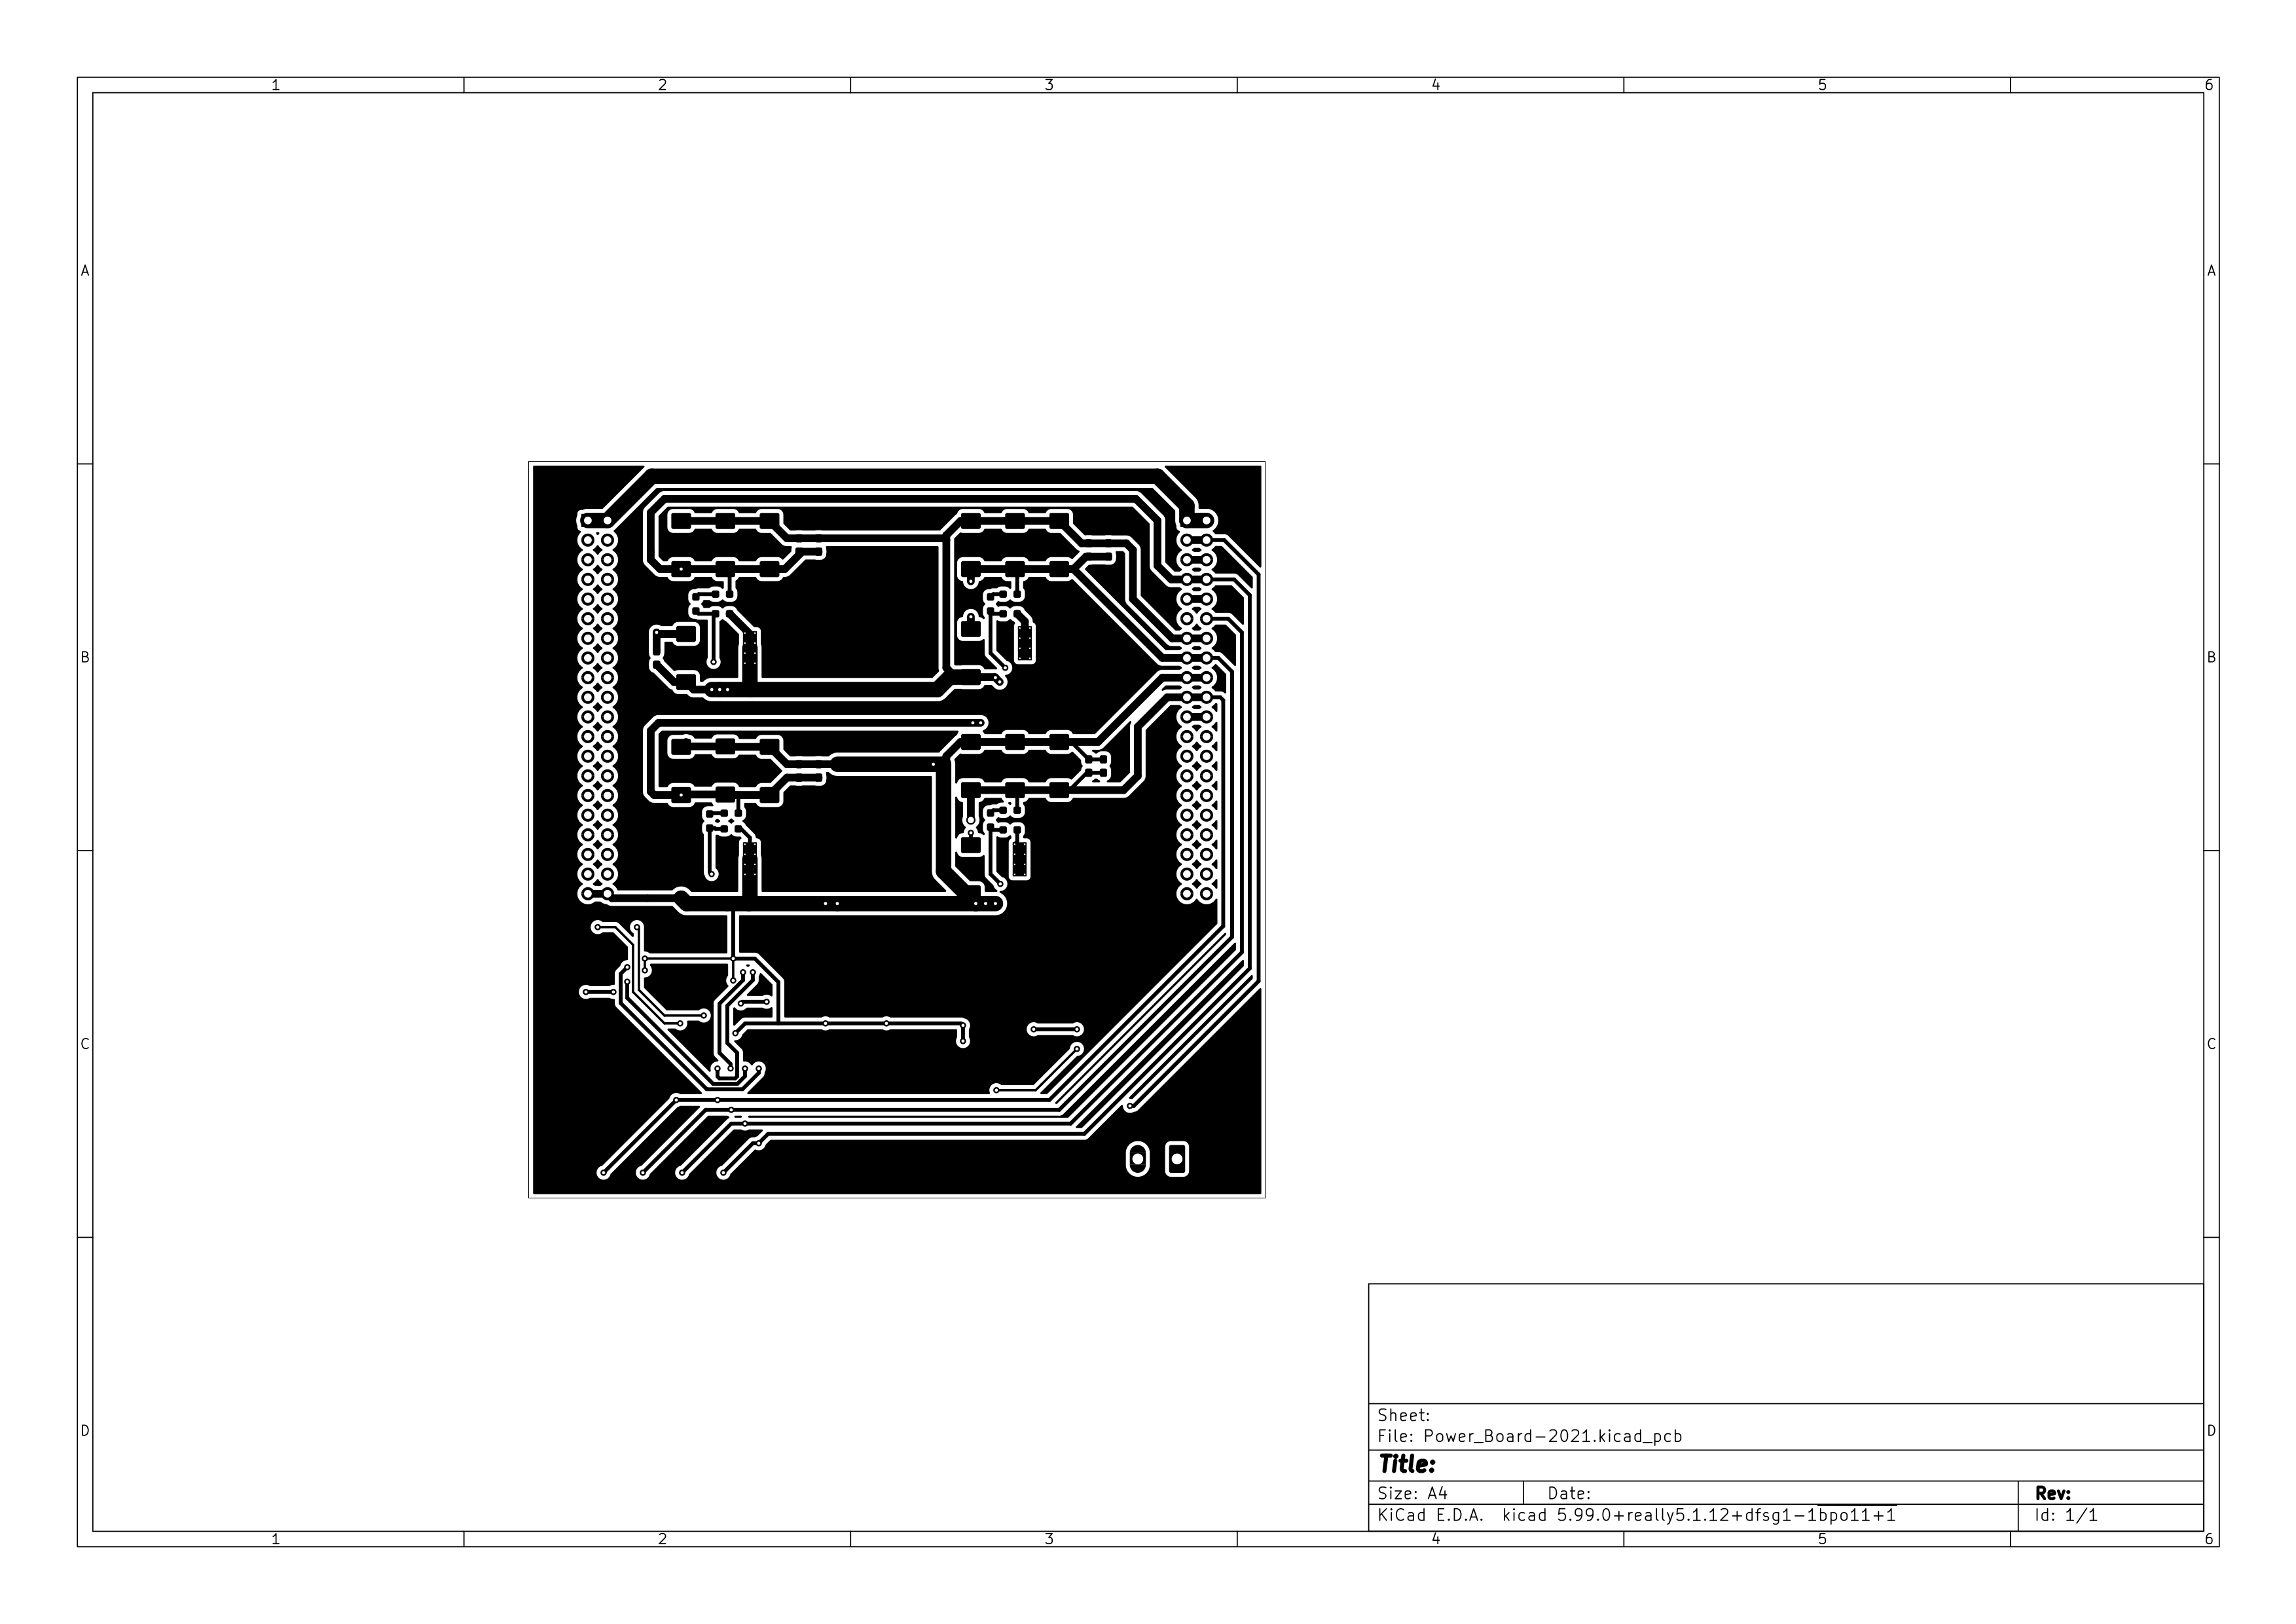 1 2 3 4 5 6
A A
B B
C C
D D
Sheet:
File: Power_Board-2021.kicad_pcb
Title:
Size: A4 Date: Rev:
KiCad E.D.A. kicad 5.99.0+really5.1.12+dfsg1-1bpo11+1 Id: 1/1
1 2 3 4 5 6